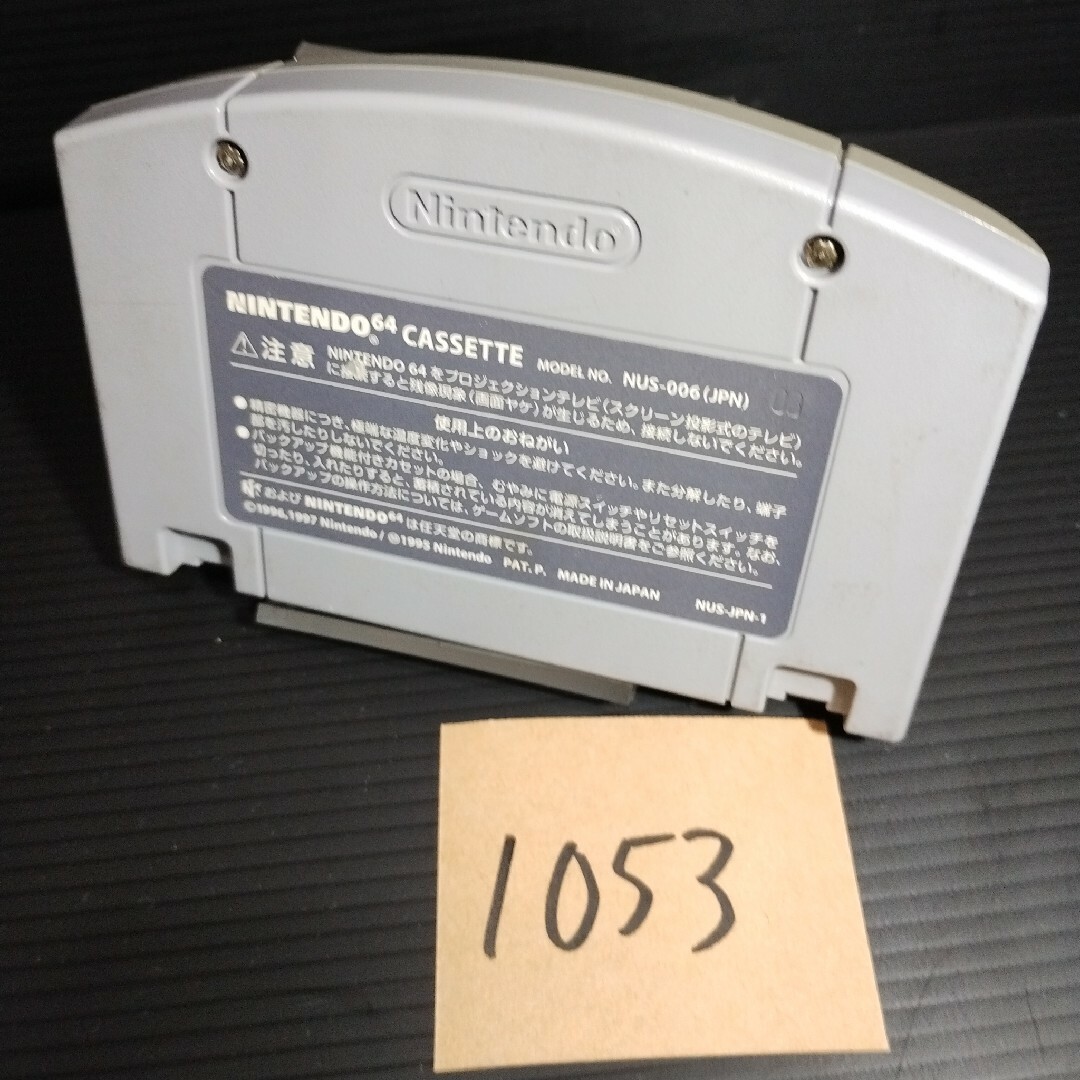 Nintendo
NINTENDO64 CASSETTE MODEL NO. NUS-006(JPN)
注意 NINTENDO 64 をプロジェクションテレビ(スクリーン投影式のテレビ)
に接続すると残像現象(画面ヤケ)が生じるため、接続しないでください。
使用上のおねがい
●精密機器につき、極端な温度変化やショックを避けてください。また分解したり、端子
部を汚したりしないでください。
●バックアップ機能付きカセットの場合、むやみに電源スイッチやリセットスイッチを
切ったり、入れたりすると、蓄積されている内容が消えてしまうことがあります。なお、
バックアップの操作方法については、ゲームソフトの取扱説明書をご参照ください。
および NINTENDO64 は任天堂の商標です。
©1996,1997 Nintendo / 1995 Nintendo PAT. P. MADE IN JAPAN
NUS-JPN-1
1053